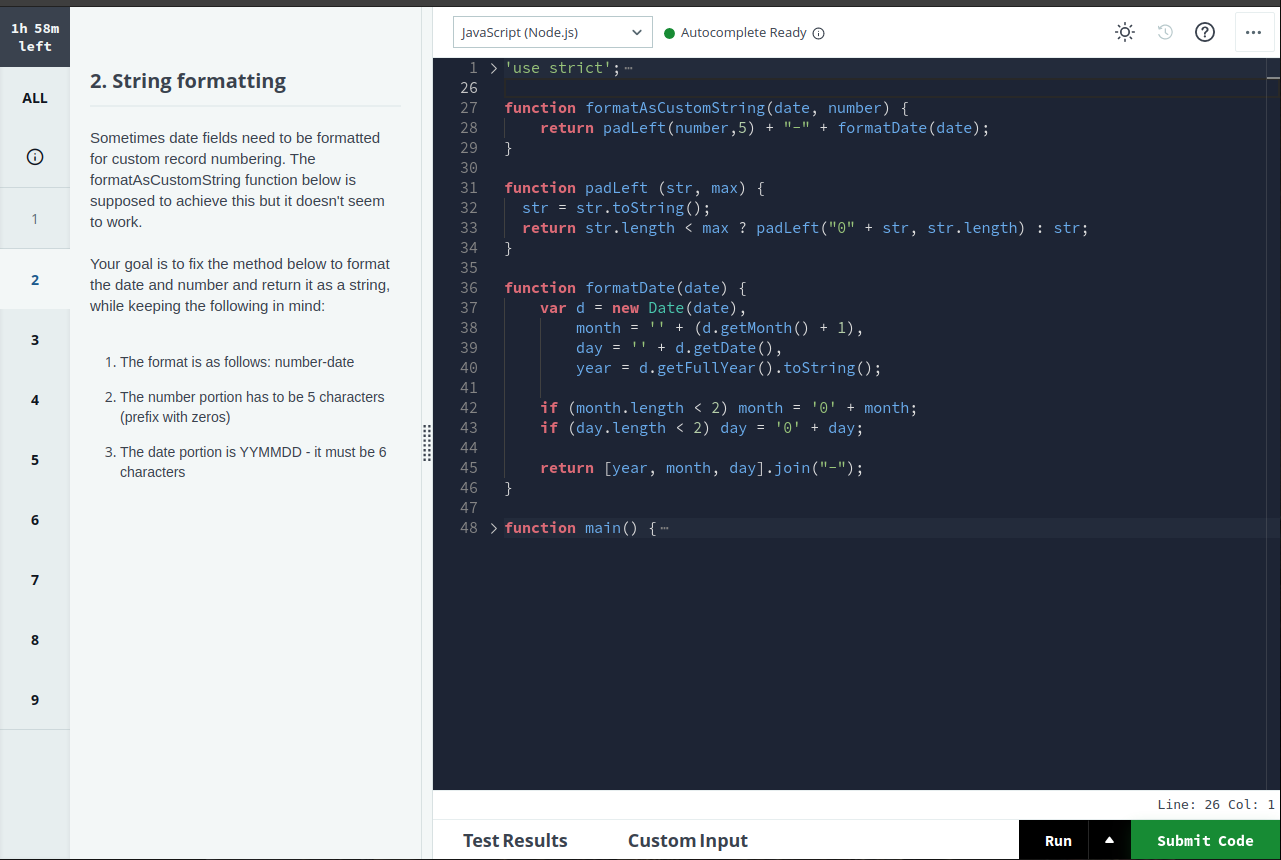 1h 58m
left
ALL
1
2
3
4
5
6
7
8
9
2. String formatting
Sometimes date fields need to be formatted
for custom record numbering. The
formatAsCustomString function below is
supposed to achieve this but it doesn't seem
to work.
Your goal is to fix the method below to format
the date and number and return it as a string,
while keeping the following in mind:
1. The format is as follows: number-date
2. The number portion has to be 5 characters
(prefix with zeros)
3. The date portion is YYMMDD - it must be 6
characters
JavaScript (Node.js)
Autocomplete Ready
1 > 'use strict';⋯
26
27 function formatAsCustomString(date, number) {
28     return padLeft(number,5) + "-" + formatDate(date);
29 }
30
31 function padLeft (str, max) {
32   str = str.toString();
33   return str.length < max ? padLeft("0" + str, str.length) : str;
34 }
35
36 function formatDate(date) {
37     var d = new Date(date),
38         month = '' + (d.getMonth() + 1),
39         day = '' + d.getDate(),
40         year = d.getFullYear().toString();
41
42     if (month.length < 2) month = '0' + month;
43     if (day.length < 2) day = '0' + day;
44
45     return [year, month, day].join("-");
46 }
47
48 > function main() {⋯
Line: 26 Col: 1
Test Results
Custom Input
Run
Submit Code